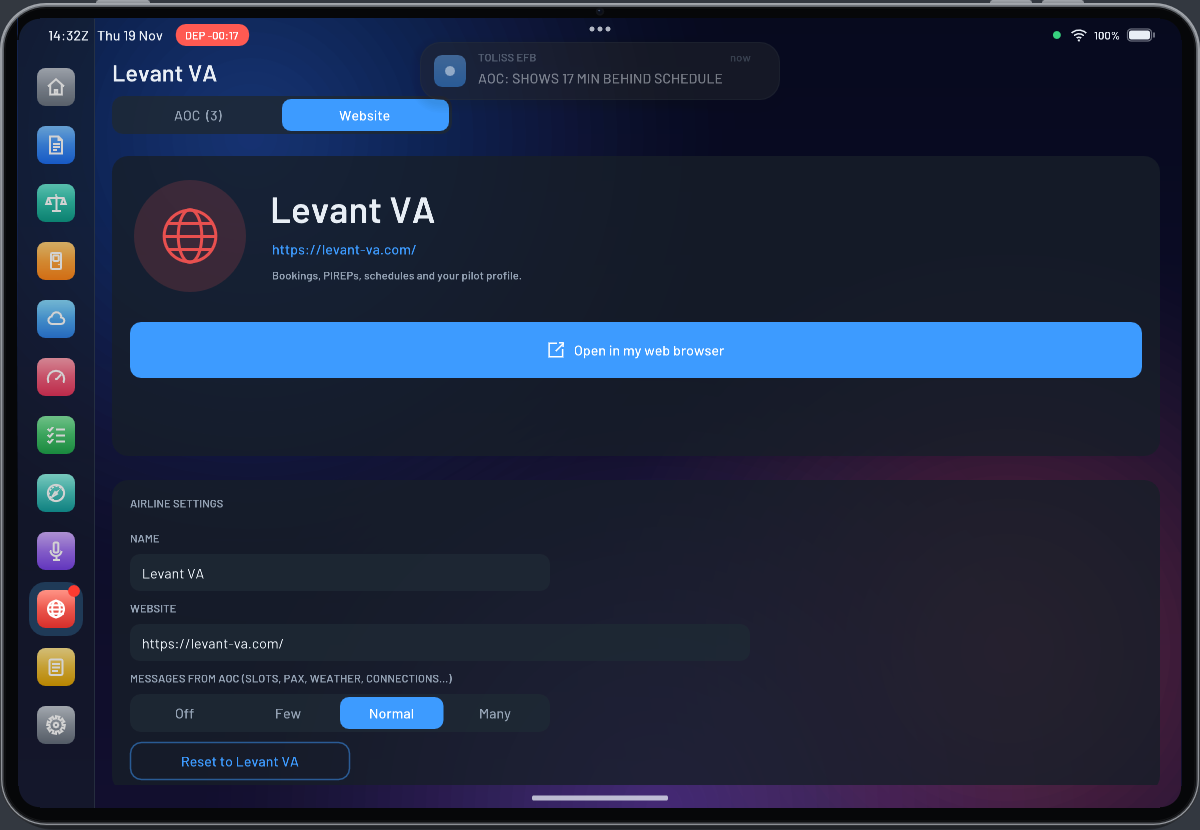 14:32Z Thu 19 Nov DEP -00:17
100%
TOLISS EFB now
AOC: SHOWS 17 MIN BEHIND SCHEDULE
Levant VA
AOC (3) Website
Levant VA
https://levant-va.com/
Bookings, PIREPs, schedules and your pilot profile.
Open in my web browser
AIRLINE SETTINGS
NAME
Levant VA
WEBSITE
https://levant-va.com/
MESSAGES FROM AOC (SLOTS, PAX, WEATHER, CONNECTIONS...)
Off Few Normal Many
Reset to Levant VA